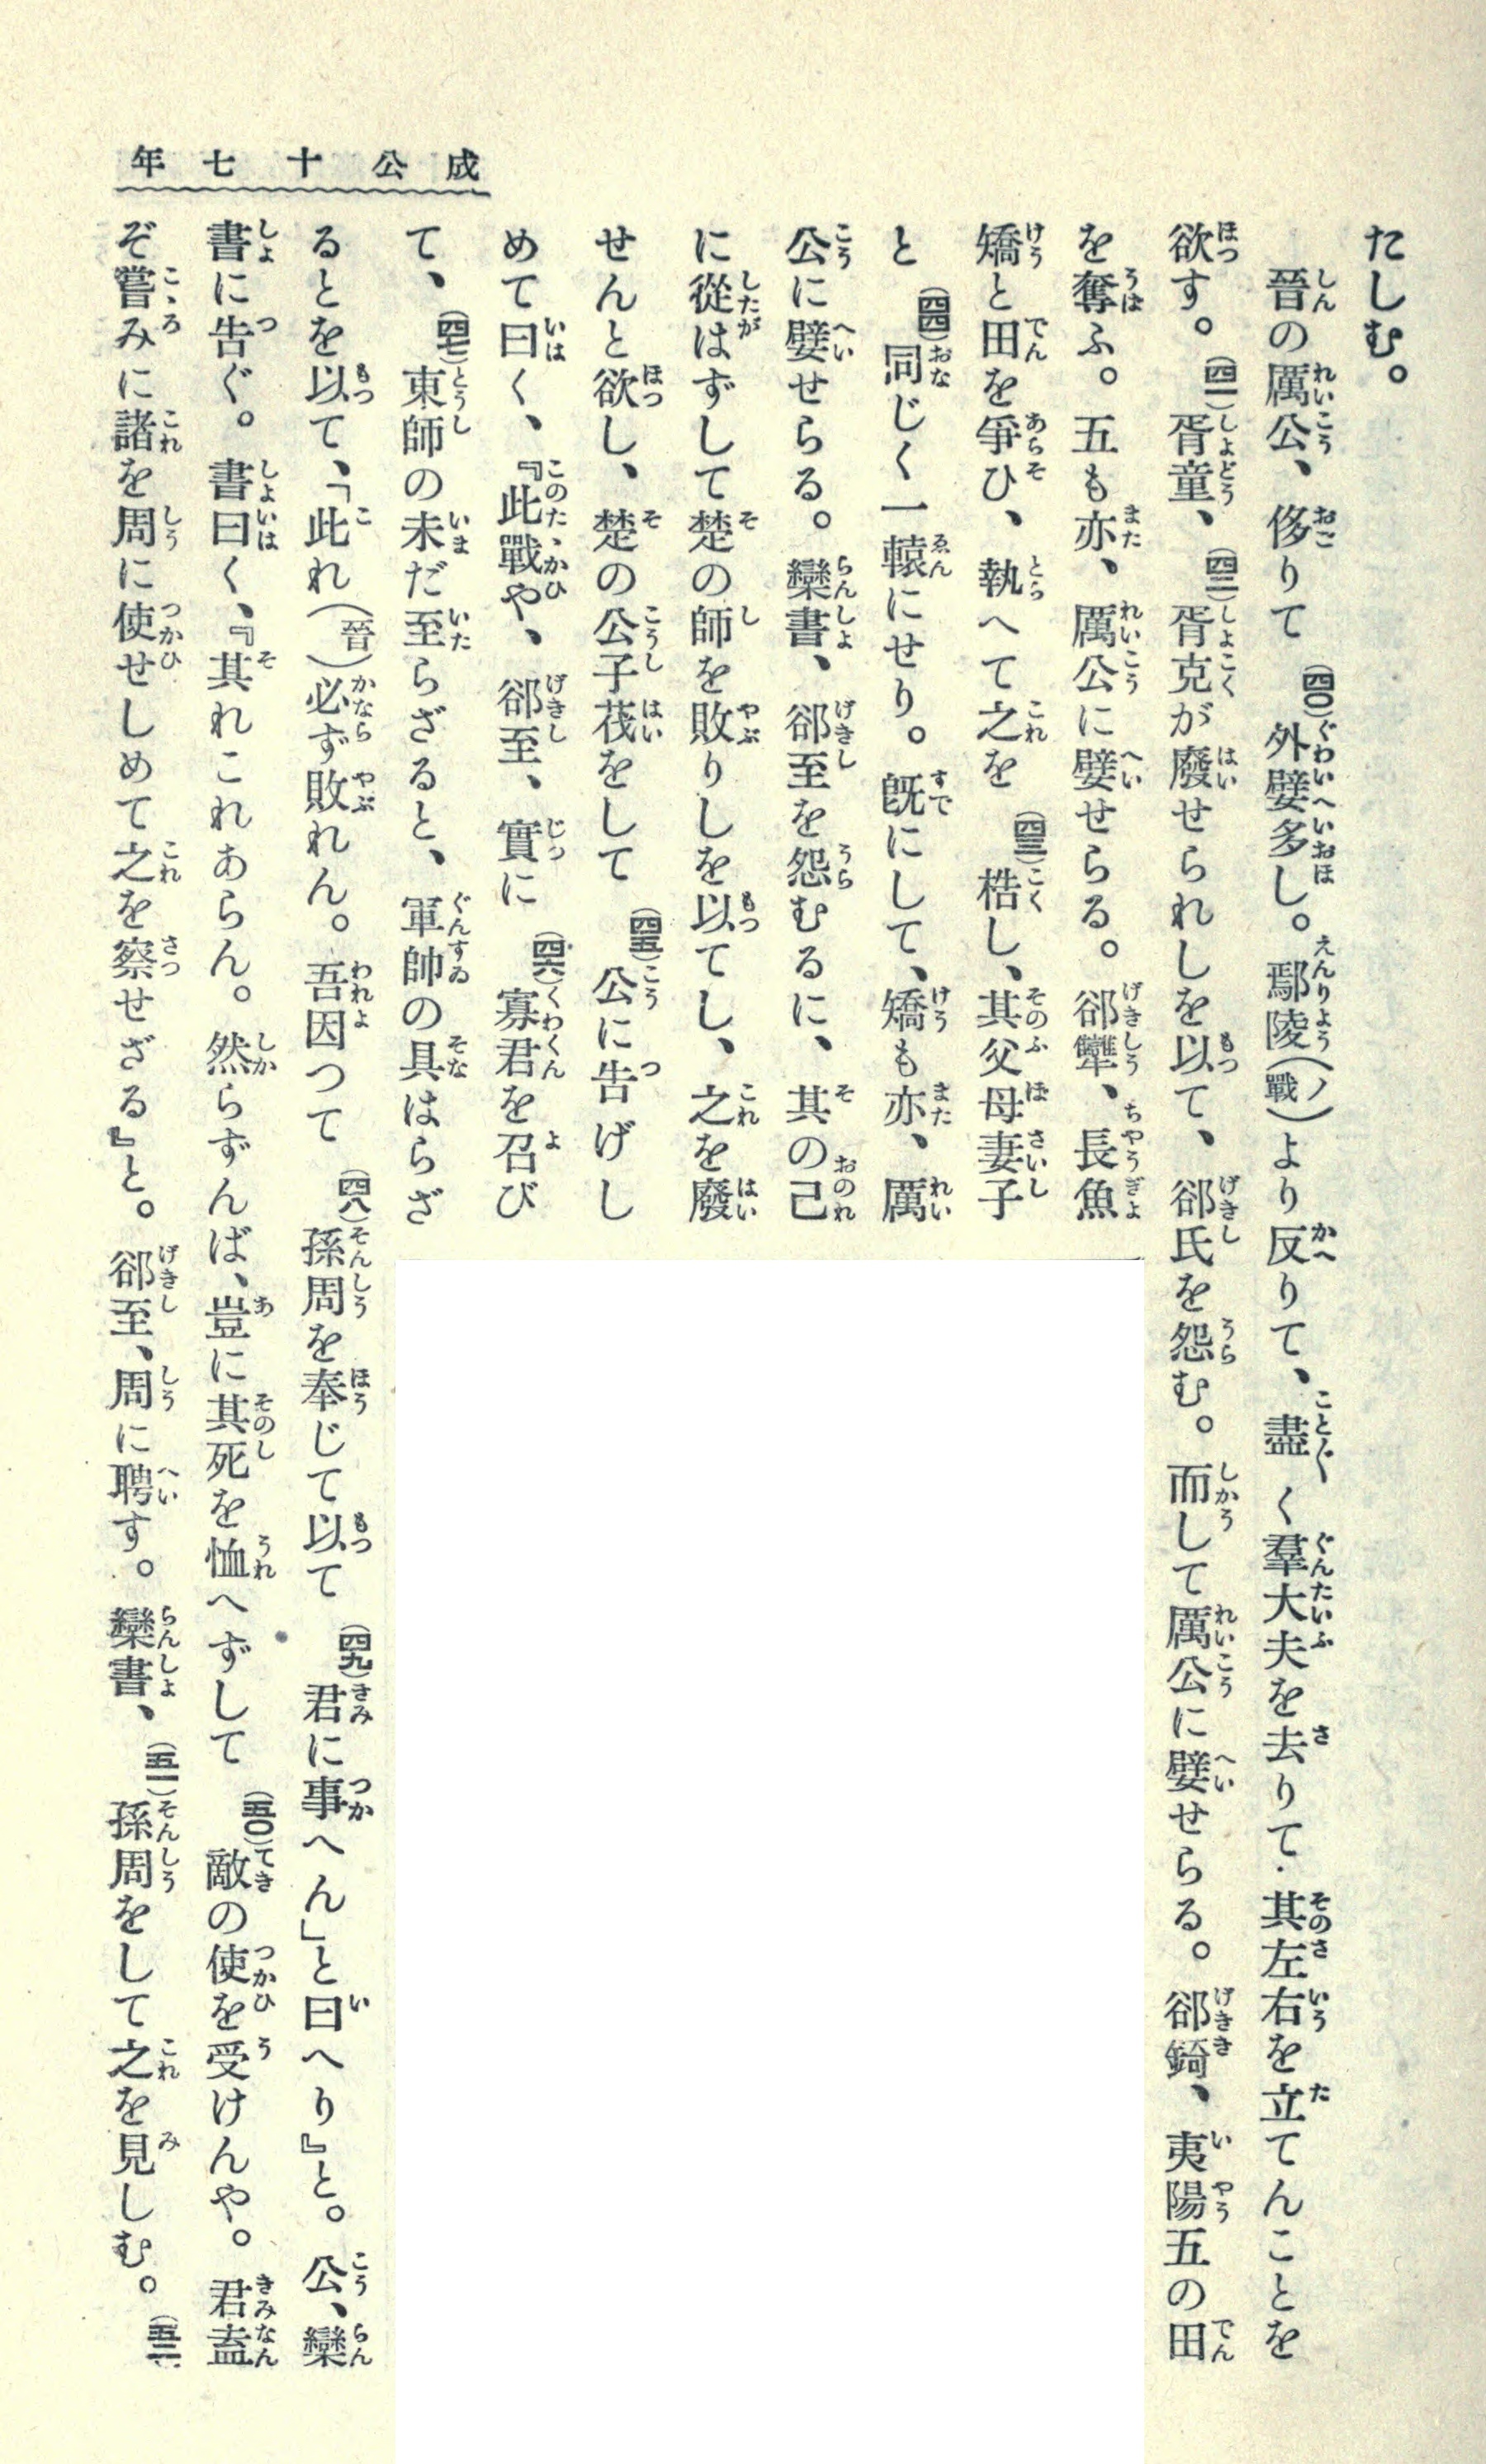 成公十七年
たしむ。
晉の厲公、侈りて(四〇)外嬖多し。鄢陵(ノ戰)より反りて、盡く羣大夫を去りて其左右を立てんことを
欲す。(四一)胥童、(四二)胥克が廢せられしを以て、郤氏を怨む。而して厲公に嬖せらる。郤錡、夷陽五の田
を奪ふ。五も亦、厲公に嬖せらる。郤犨、長魚
矯と田を爭ひ、執へて之を(四三)梏し、其父母妻子
と(四四)同じく一轅にせり。旣にして、矯も亦、厲
公に嬖せらる。欒書、郤至を怨むるに、其の己
に從はずして楚の師を敗りしを以てし、之を廢
せんと欲し、楚の公子茷をして(四五)公に告げし
めて曰く、『此戰や、郤至、實に(四六)寡君を召び
て、(四七)東師の未だ至らざると、軍帥の具はらざ
るとを以て、「此れ(晉)必ず敗れん。吾因つて(四八)孫周を奉じて以て(四九)君に事へん」と曰へり』と。公、欒
書に吿ぐ。書曰く、『其れこれあらん。然らずんば、豈に其死を恤へずして(五〇)敵の使を受けんや。君盍
ぞ嘗みに諸を周に使せしめて之を察せざる』と。郤至、周に聘す。欒書、(五一)孫周をして之を見しむ。(五二)